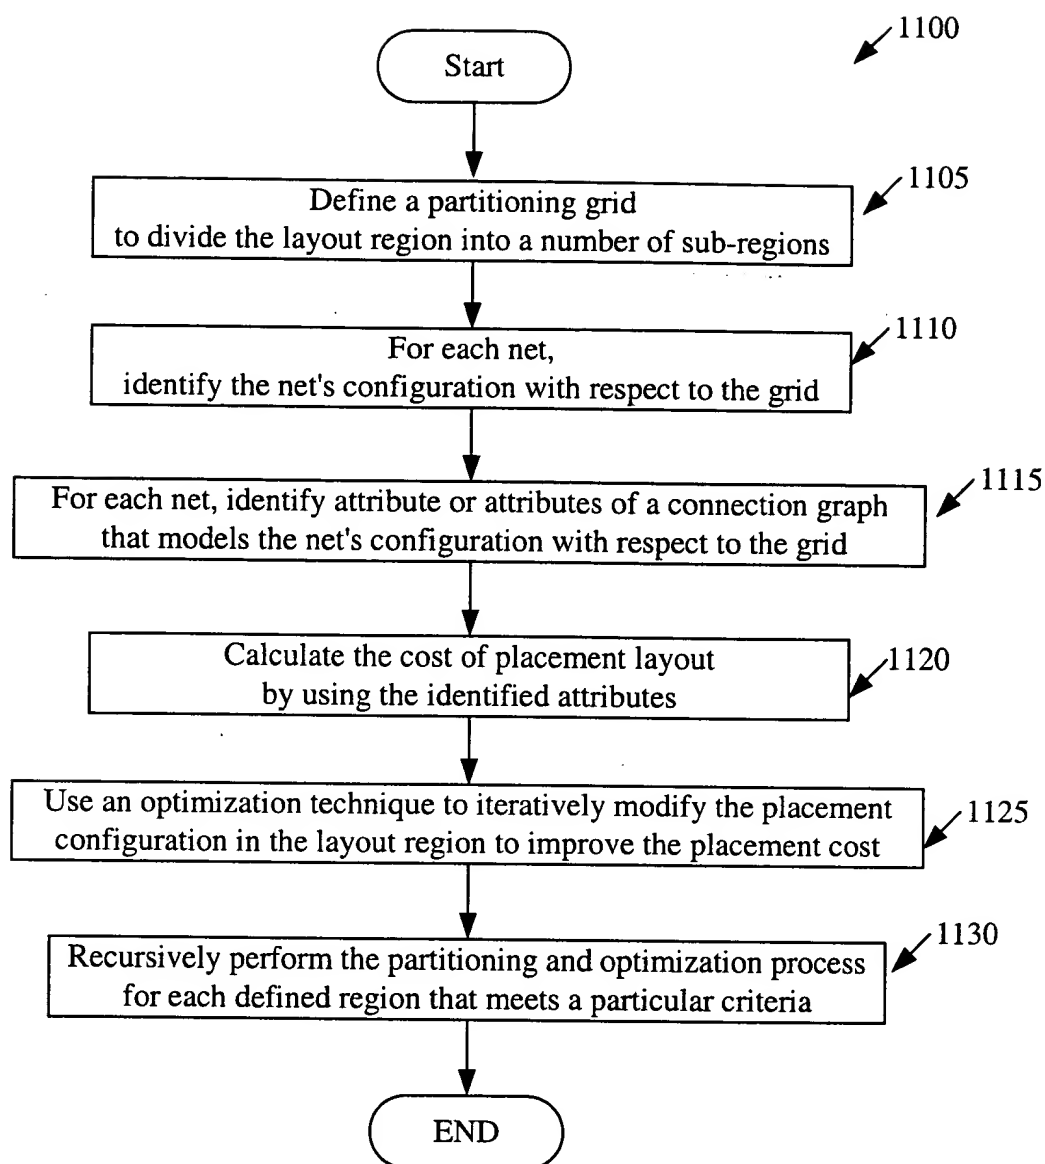 1100
Start
1105
Define a partitioning grid
to divide the layout region into a number of sub-regions
1110
For each net,
identify the net's configuration with respect to the grid
1115
For each net, identify attribute or attributes of a connection graph
that models the net's configuration with respect to the grid
1120
Calculate the cost of placement layout
by using the identified attributes
1125
Use an optimization technique to iteratively modify the placement
configuration in the layout region to improve the placement cost
1130
Recursively perform the partitioning and optimization process
for each defined region that meets a particular criteria
END